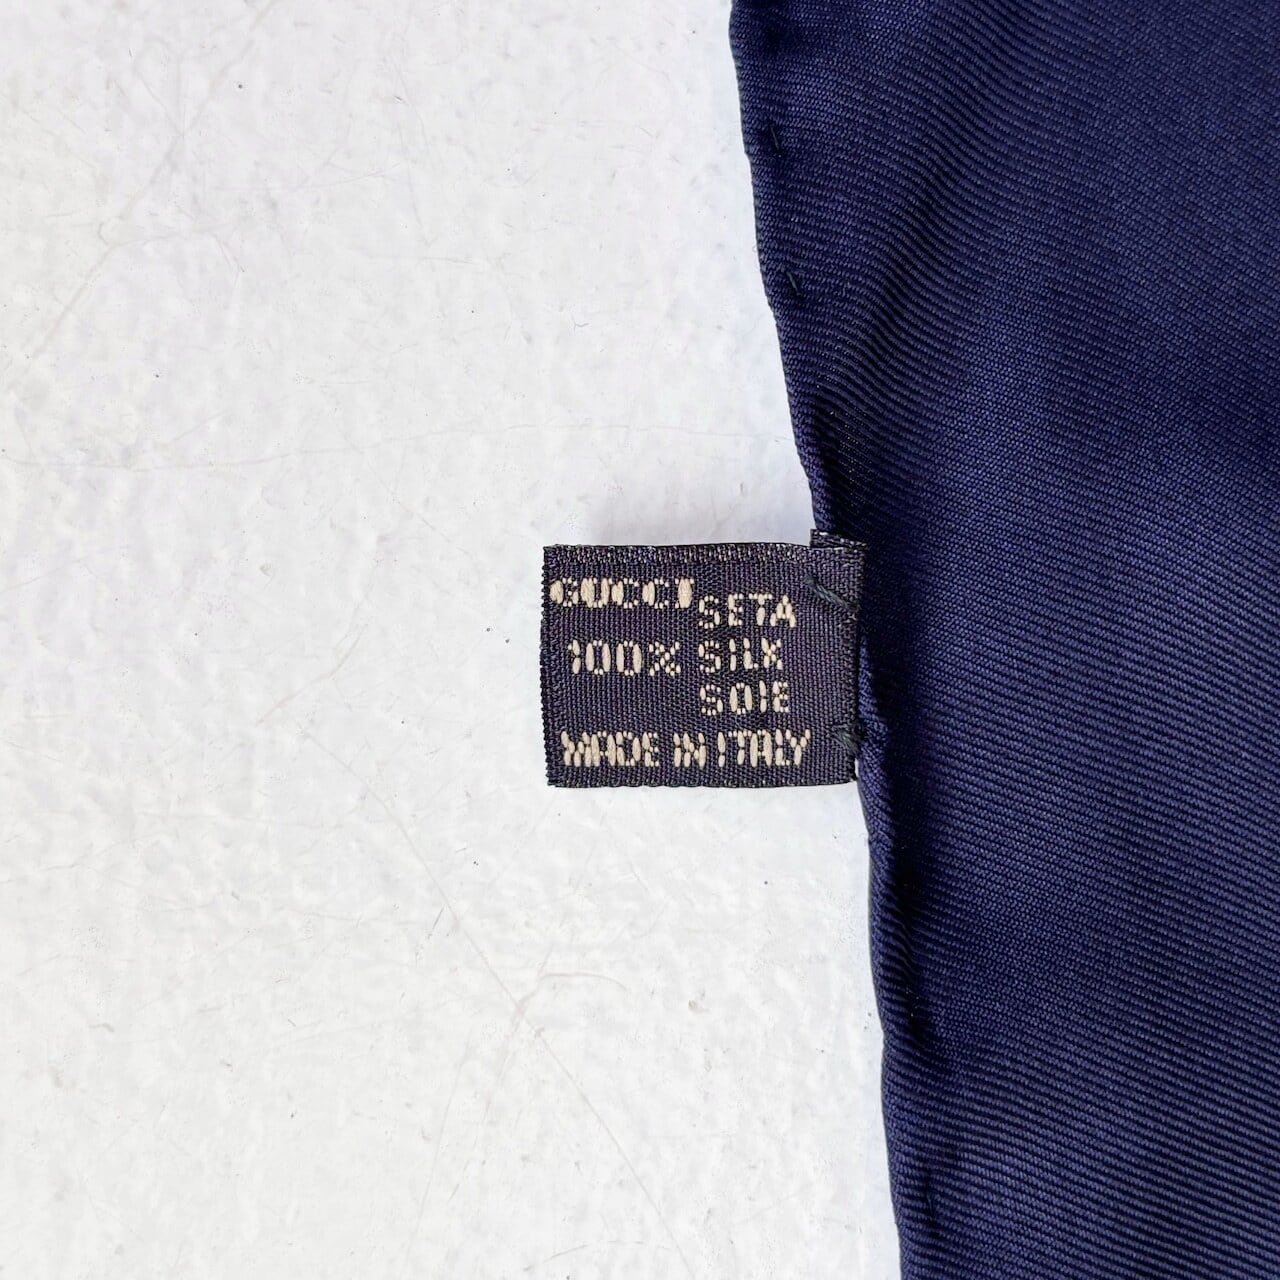 GUCCI
SETA
100% SILK
SOIE
MADE IN ITALY